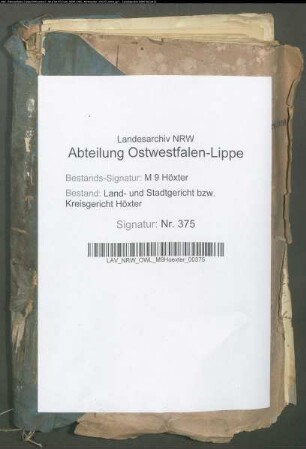 Landesarchiv NRW
Abteilung Ostwestfalen-Lippe
Bestands-Signatur: M 9 Höxter
Bestand: Land- und Stadtgericht bzw.
Kreisgericht Höxter
Signatur: Nr. 375
LAV_NRW_OWL_M9Hoexter_00375